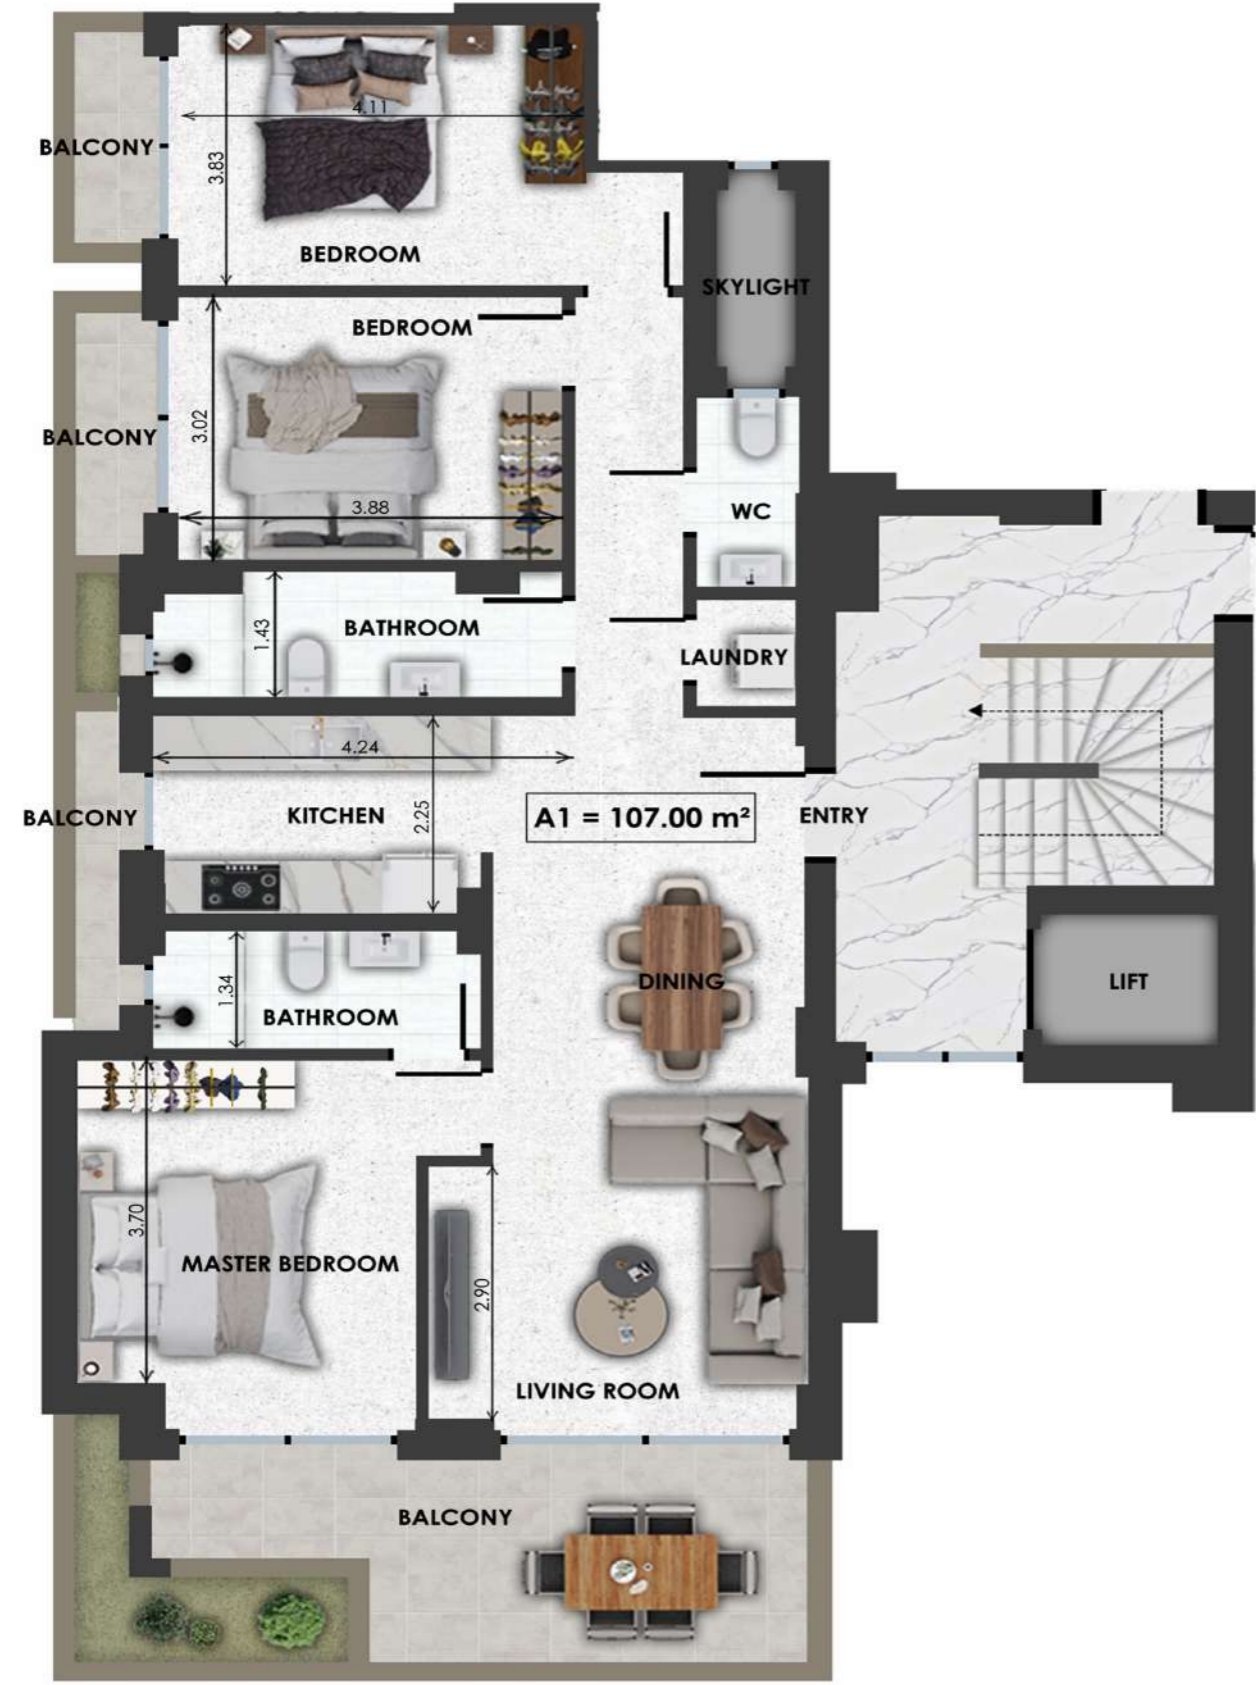 4.11
BALCONY
3.83
BEDROOM
SKYLIGHT
BEDROOM
3.02
BALCONY
3.88
WC
1.43
BATHROOM
LAUNDRY
4.24
KITCHEN
2.25
BALCONY
A1 = 107.00 m²
ENTRY
DINING
LIFT
1.34
BATHROOM
3.70
MASTER BEDROOM
2.90
LIVING ROOM
BALCONY